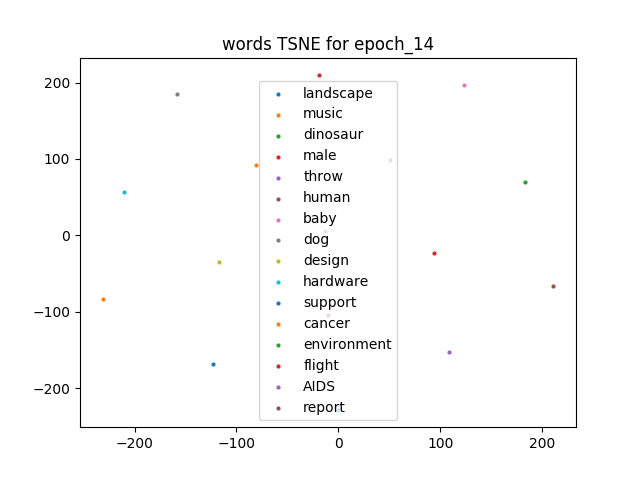 words TSNE for epoch_14
landscape
music
dinosaur
male
throw
human
baby
dog
design
hardware
support
cancer
environment
flight
AIDS
report
200
100
0
−100
−200
−200
−100
0
100
200